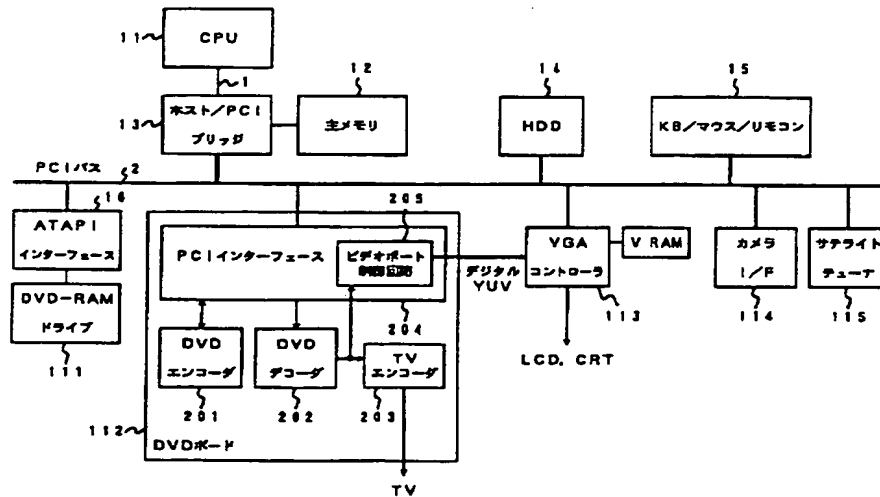 11
CPU
1
12
14
15
13
ホスト/PCI
ブリッジ
主メモリ
HDD
KB/マウス/リモコン
PCIバス
2
16
205
ATAPI
インターフェース
PCIインターフェース
ビデオポート
VGA
コントローラ
V RAM
カメラ
I/F
サテライト
チューナ
デジタル
YUV
DVD-RAM
ドライブ
204
113
114
115
111
DVD
エンコーダ
DVD
デコーダ
TV
エンコーダ
LCD, CRT
201
202
203
112
DVDボード
TV